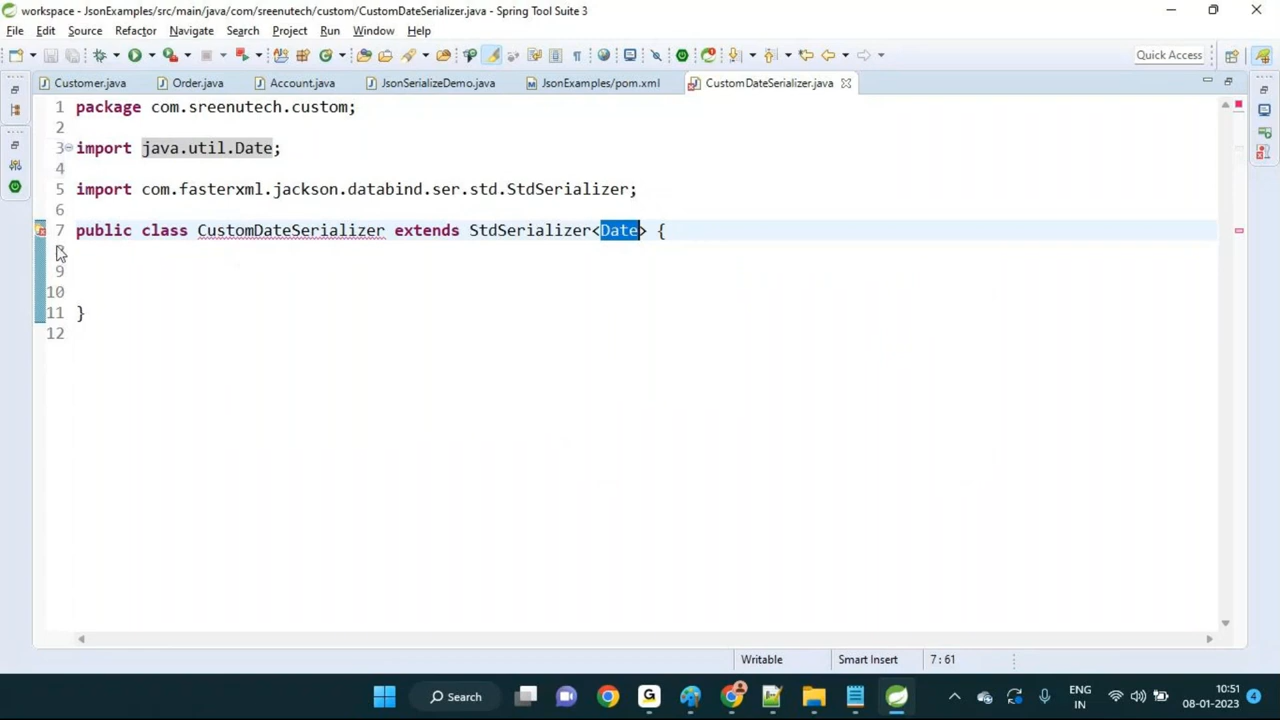 workspace - JsonExamples/src/main/java/com/sreenutech/custom/CustomDateSerializer.java - Spring Tool Suite 3
File Edit Source Refactor Navigate Search Project Run Window Help
Quick Access
Customer.java Order.java Account.java JsonSerializeDemo.java JsonExamples/pom.xml CustomDateSerializer.java
1 package com.sreenutech.custom;
2
3 import java.util.Date;
4
5 import com.fasterxml.jackson.databind.ser.std.StdSerializer;
6
7 public class CustomDateSerializer extends StdSerializer<Date> {
9
10
11 }
12
Writable Smart Insert 7 : 61
Search
ENG
IN
10:51
08-01-2023
4